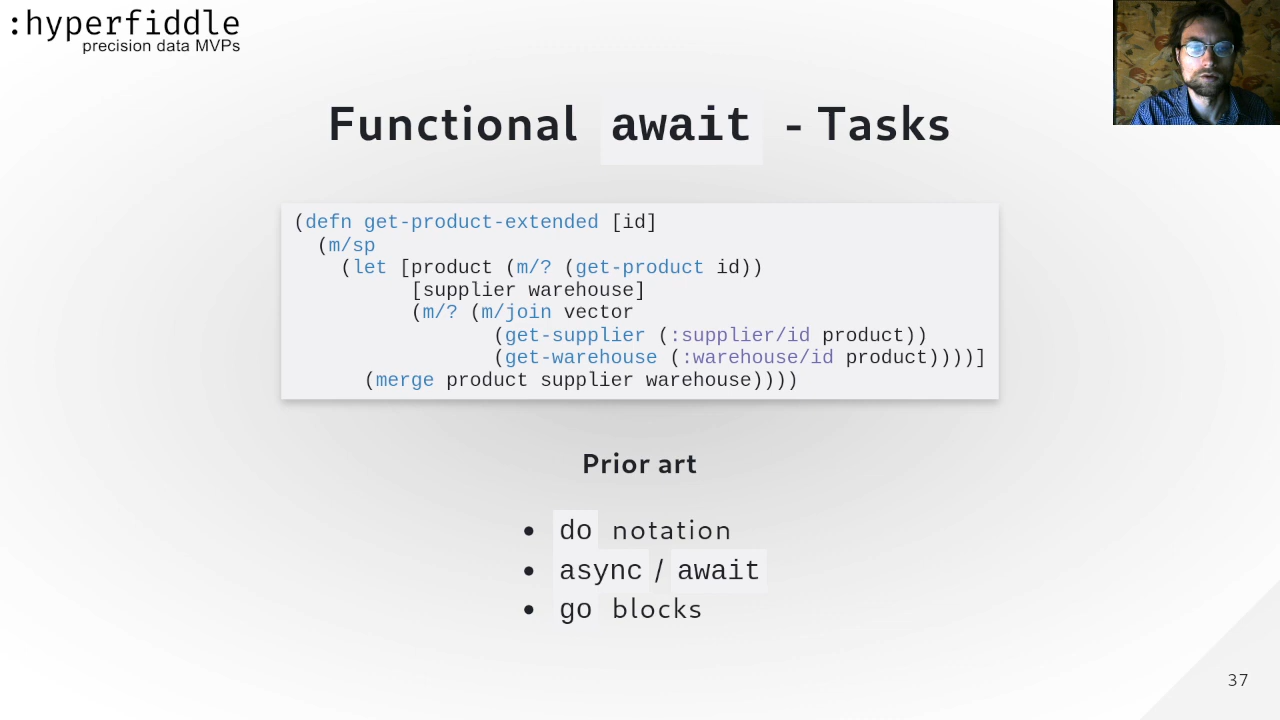 :hyperfiddle
precision data MVPs
Functional await - Tasks
(defn get-product-extended [id]
  (m/sp
    (let [product (m/? (get-product id))
          [supplier warehouse]
          (m/? (m/join vector
                 (get-supplier (:supplier/id product))
                 (get-warehouse (:warehouse/id product))))]
      (merge product supplier warehouse))))
Prior art
• do notation
• async / await
• go blocks
37